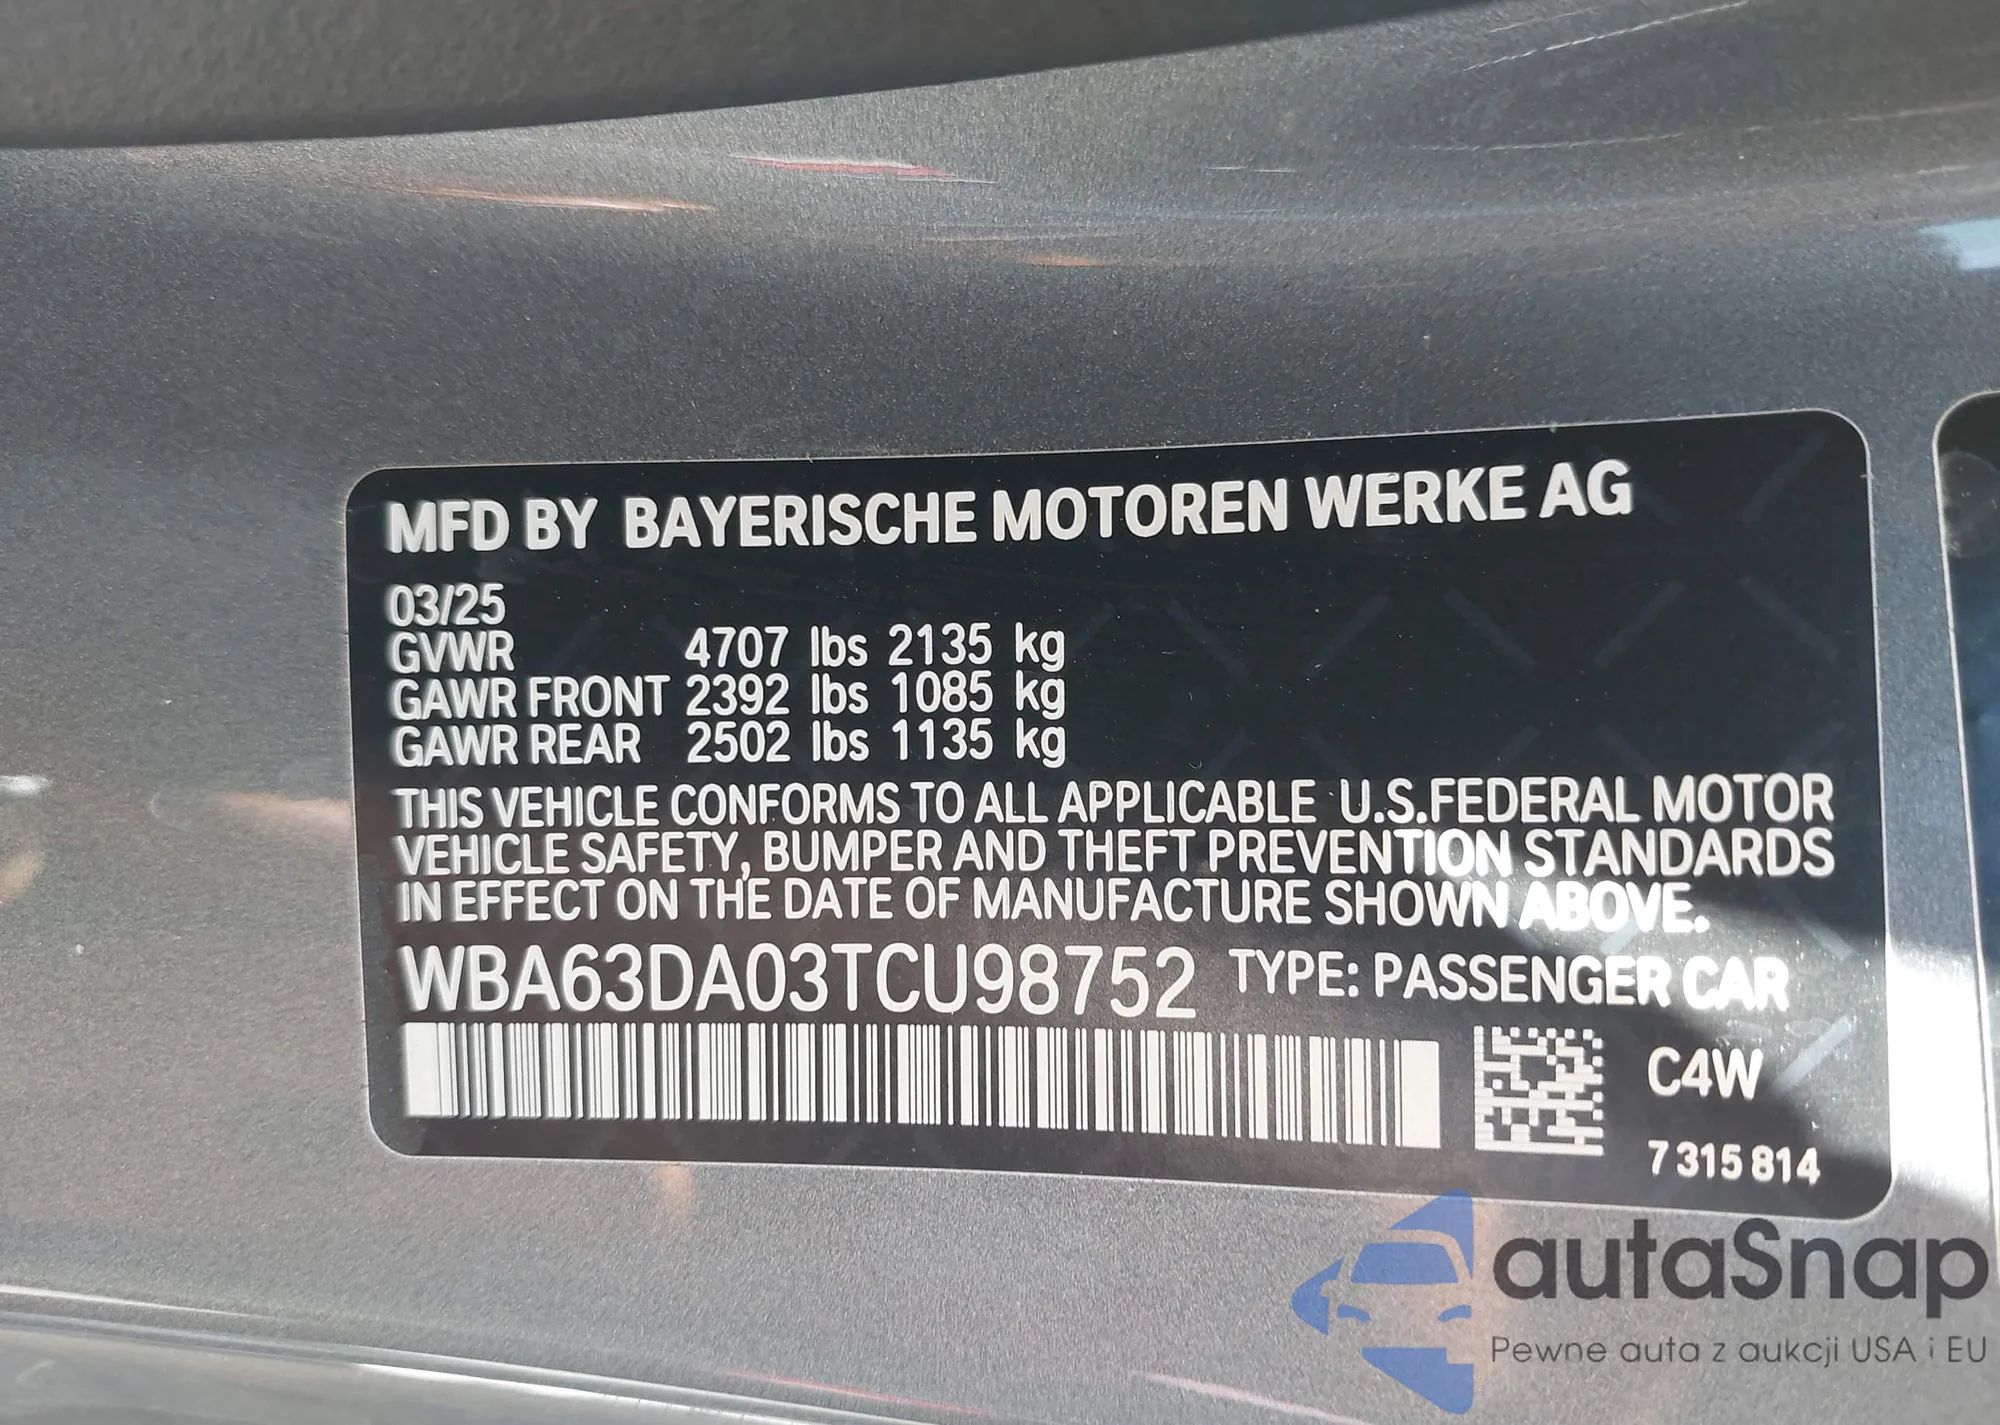 MFD BY BAYERISCHE MOTOREN WERKE AG
03/25
GVWR 4707 lbs 2135 kg
GAWR FRONT 2392 lbs 1085 kg
GAWR REAR 2502 lbs 1135 kg
THIS VEHICLE CONFORMS TO ALL APPLICABLE U.S.FEDERAL MOTOR
VEHICLE SAFETY, BUMPER AND THEFT PREVENTION STANDARDS
IN EFFECT ON THE DATE OF MANUFACTURE SHOWN ABOVE.
WBA63DA03TCU98752 TYPE: PASSENGER CAR
C4W
7 315 814
autaSnap
Pewne auta z aukcji USA i EU